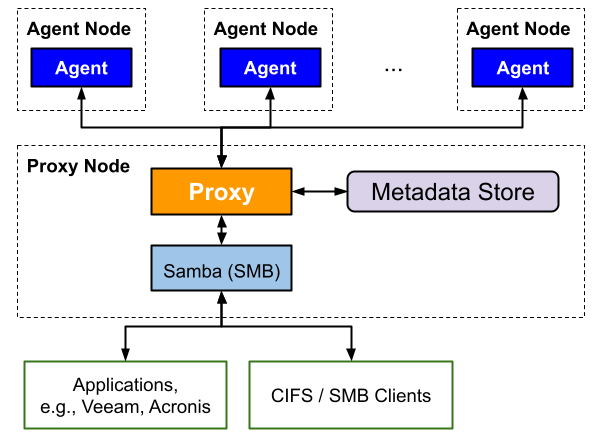 Agent Node
Agent Node
Agent Node
Agent
Agent
...
Agent
Proxy Node
Proxy
Metadata Store
Samba (SMB)
Applications,
e.g., Veeam, Acronis
CIFS / SMB Clients